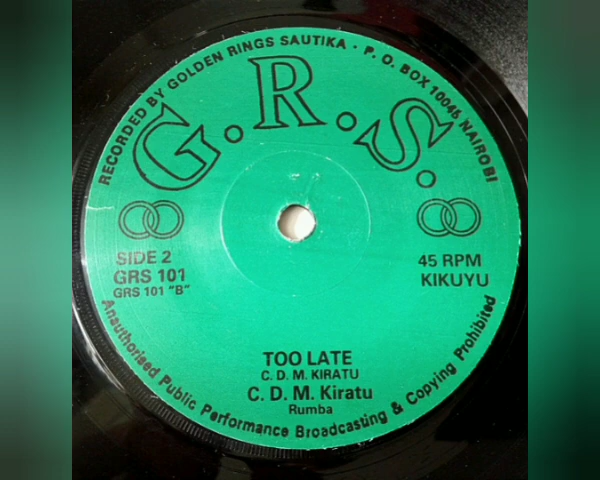 RECORDED BY GOLDEN RINGS SAUTIKA · P. O. BOX 10046 NAIROBI
G.R.S.
SIDE 2
GRS 101
GRS 101 "B"
45 RPM
KIKUYU
TOO LATE
C. D. M. KIRATU
C. D. M. Kiratu
Rumba
Anauthorised Public Performance Broadcasting & Copying Prohibited